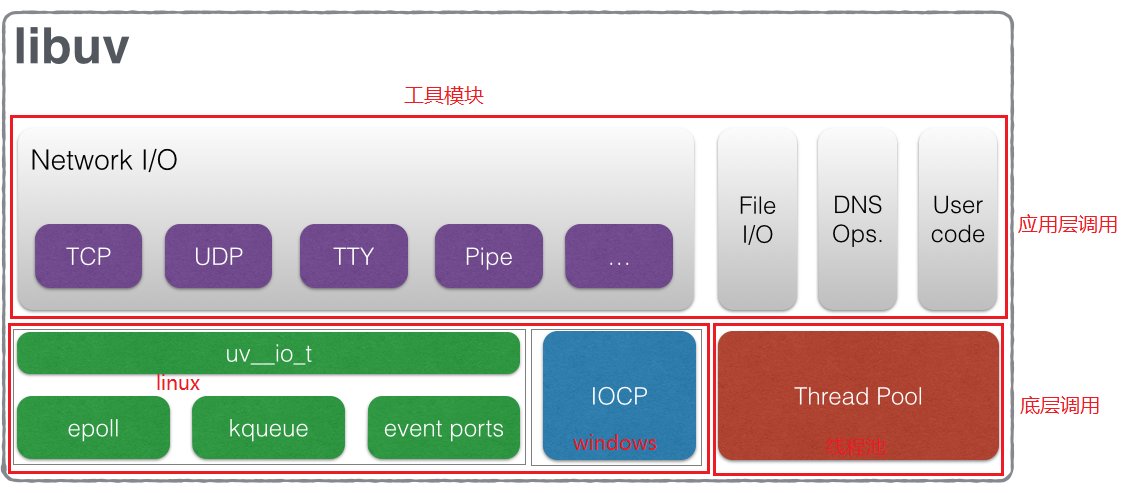 libuv
工具模块
Network I/O
TCP
UDP
TTY
Pipe
...
File
I/O
DNS
Ops.
User
code
应用层调用
uv__io_t
linux
epoll
kqueue
event ports
IOCP
windows
Thread Pool
线程池
底层调用